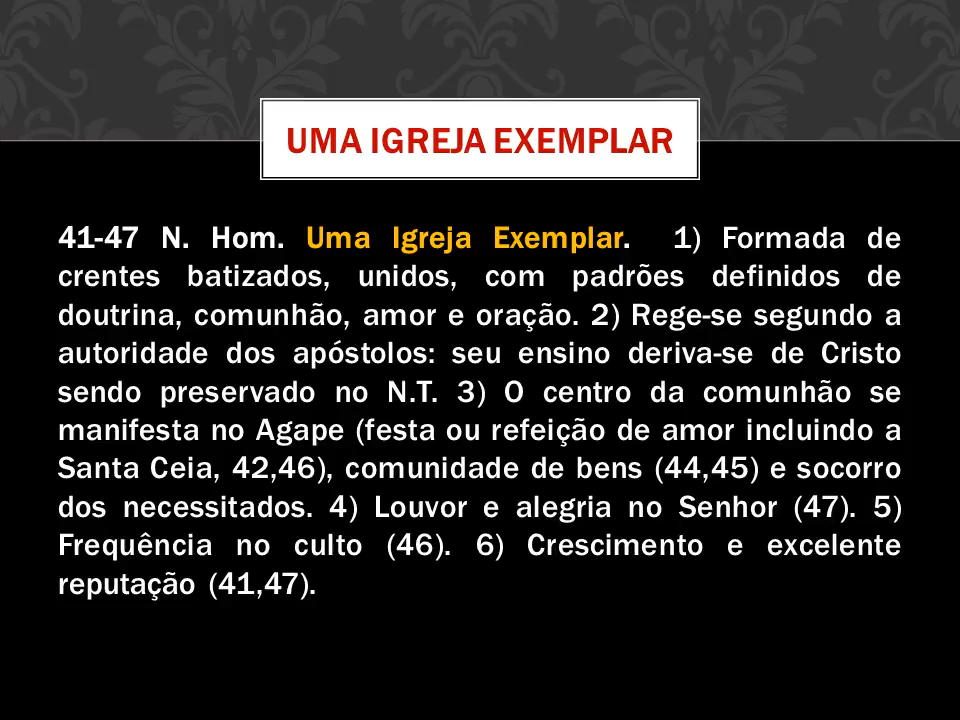 UMA IGREJA EXEMPLAR
41-47 N. Hom. Uma Igreja Exemplar. 1) Formada de
crentes batizados, unidos, com padrões definidos de
doutrina, comunhão, amor e oração. 2) Rege-se segundo a
autoridade dos apóstolos: seu ensino deriva-se de Cristo
sendo preservado no N.T. 3) O centro da comunhão se
manifesta no Agape (festa ou refeição de amor incluindo a
Santa Ceia, 42,46), comunidade de bens (44,45) e socorro
dos necessitados. 4) Louvor e alegria no Senhor (47). 5)
Frequência no culto (46). 6) Crescimento e excelente
reputação (41,47).